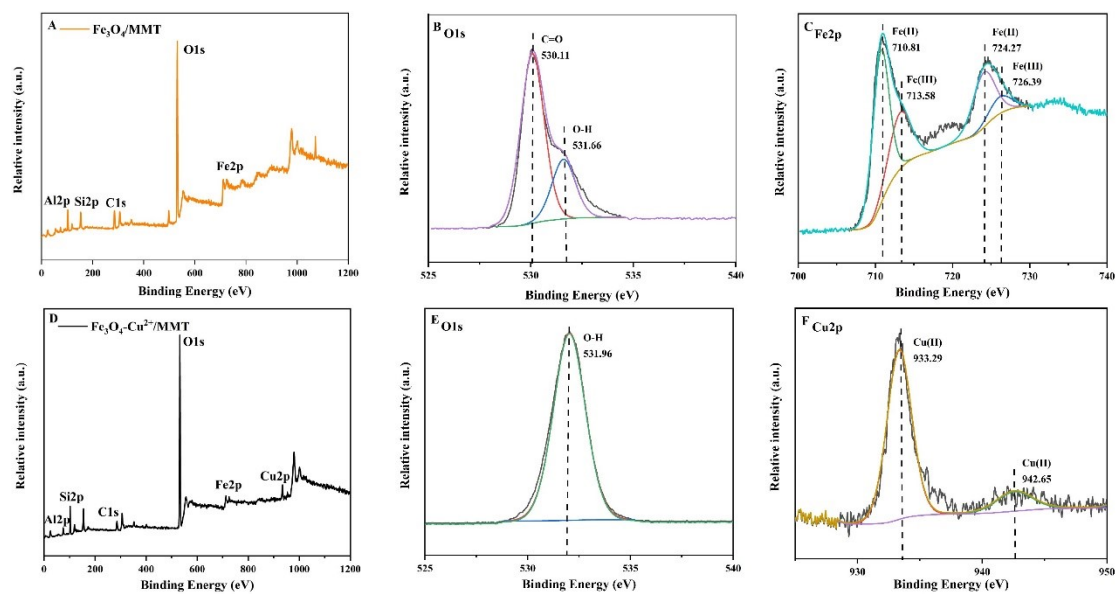 A
Fe₃O₄/MMT
O1s
Fe2p
Al2p
Si2p
C1s
0 200 400 600 800 1000 1200
Binding Energy (eV)
Relative intensity (a.u.)
B O1s
C=O
530.11
O-H
531.66
525 530 535 540
Binding Energy (eV)
Relative intensity (a.u.)
C Fe2p
Fe(II)
710.81
Fe(III)
713.58
Fe(II)
724.27
Fe(III)
726.39
700 710 720 730 740
Binding Energy (eV)
Relative intensity (a.u.)
D
Fe₃O₄-Cu²⁺/MMT
O1s
Cu2p
Fe2p
Si2p
Al2p
C1s
0 200 400 600 800 1000 1200
Binding Energy (eV)
Relative intensity (a.u.)
E O1s
O-H
531.96
525 530 535 540
Binding Energy (eV)
Relative intensity (a.u.)
F Cu2p
Cu(II)
933.29
Cu(II)
942.65
930 940 950
Binding Energy (eV)
Relative intensity (a.u.)